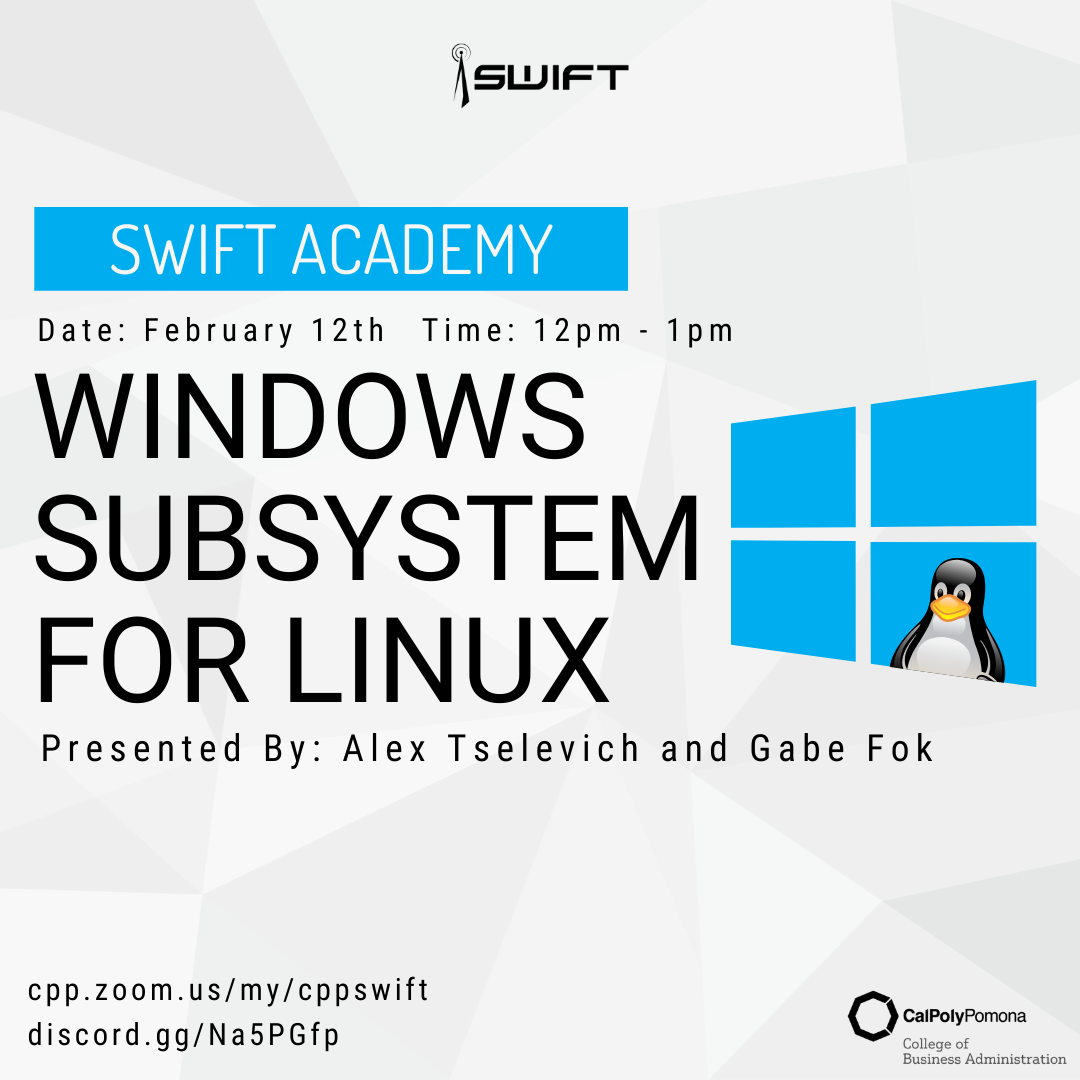 SWIFT
SWIFT ACADEMY
Date: February 12th Time: 12pm - 1pm
WINDOWS
SUBSYSTEM
FOR LINUX
Presented By: Alex Tselevich and Gabe Fok
cpp.zoom.us/my/cppswift
discord.gg/Na5PGfp
CalPolyPomona
College of
Business Administration